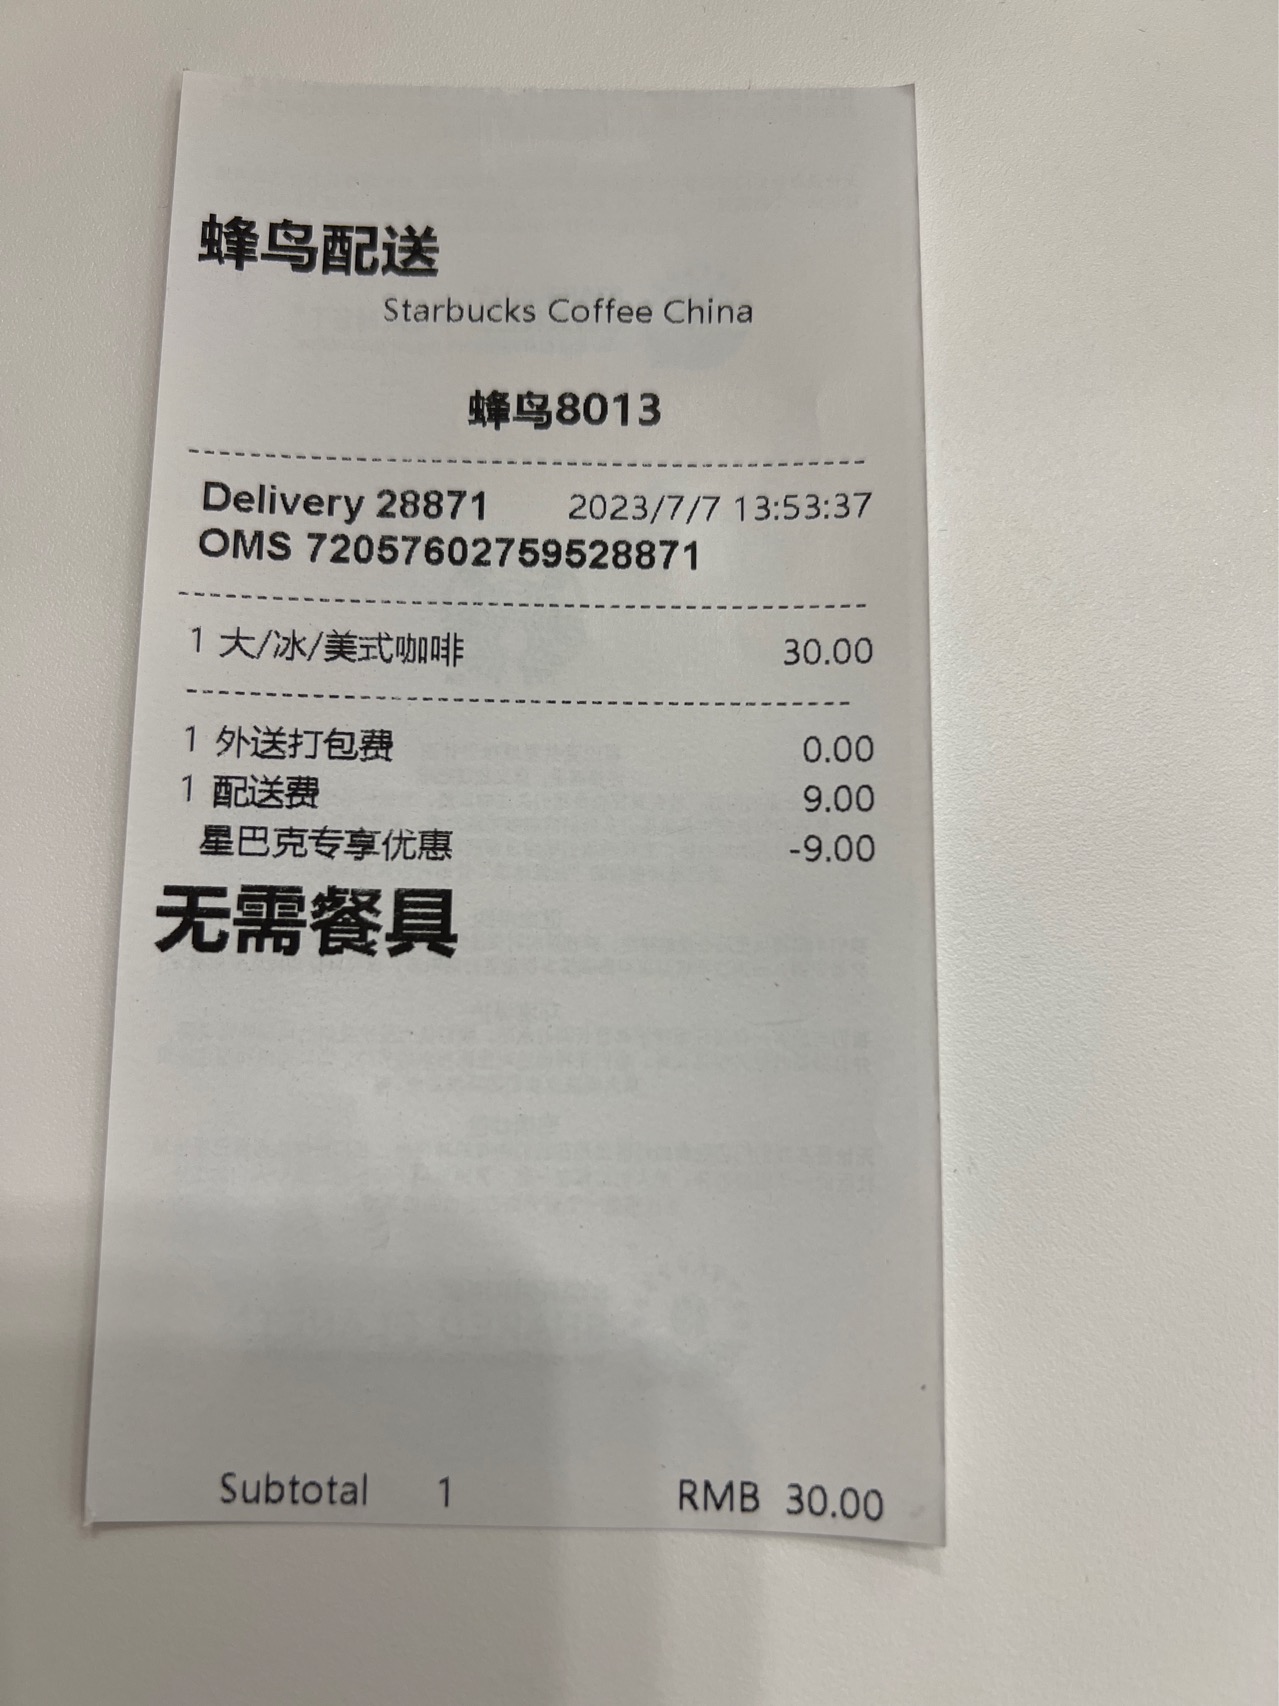 蜂鸟配送
Starbucks Coffee China
蜂鸟8013
Delivery 28871 2023/7/7 13:53:37
OMS 72057602759528871
1 大/冰/美式咖啡 30.00
1 外送打包费 0.00
1 配送费 9.00
星巴克专享优惠 -9.00
无需餐具
Subtotal 1 RMB 30.00